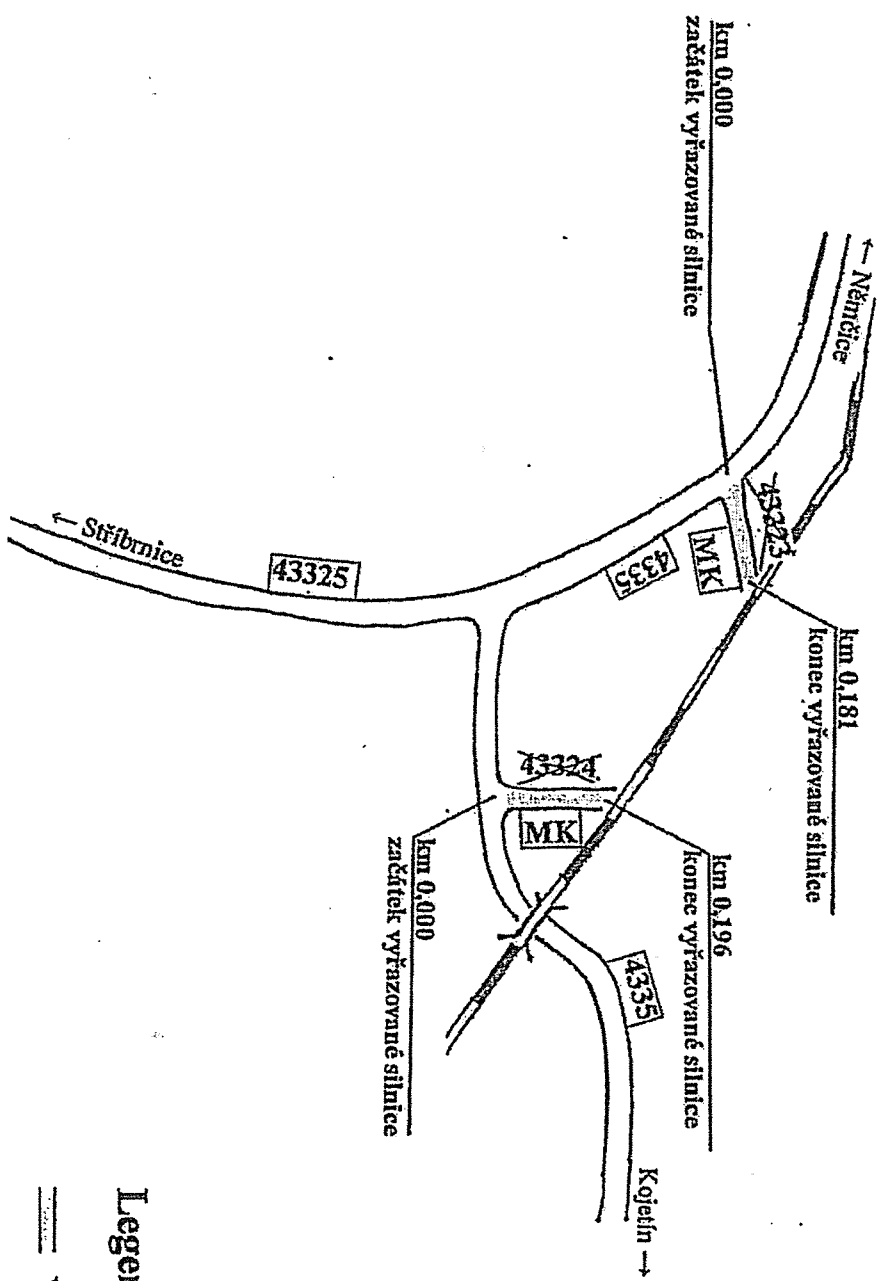 km 0,000
začátek vyřazované silnice
← Němčice
43323
MK
4335
km 0,181
konec vyřazované silnice
← Stříbrnice
43325
43324
MK
km 0,196
konec vyřazované silnice
km 0,000
začátek vyřazované silnice
4335
Kojetín →